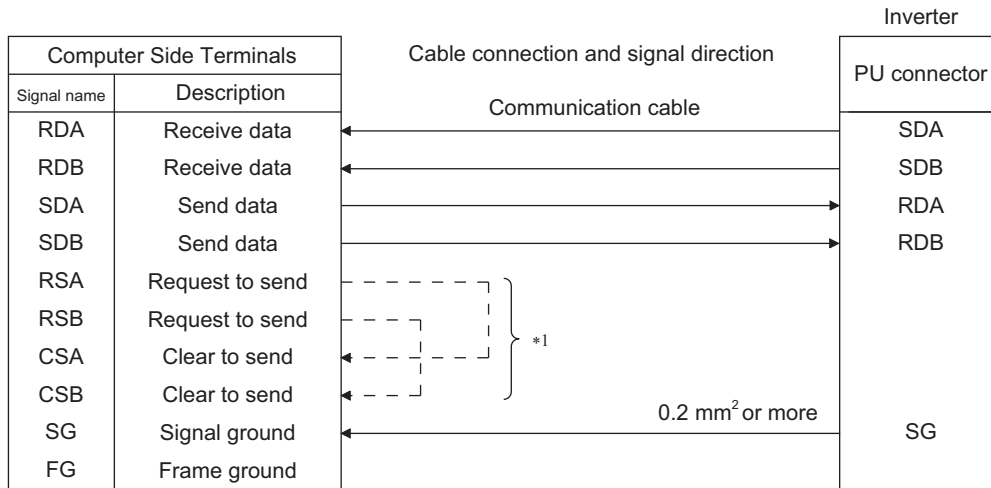 Inverter
Computer Side Terminals Cable connection and signal direction PU connector
Signal name Description Communication cable
RDA Receive data SDA
RDB Receive data SDB
SDA Send data RDA
SDB Send data RDB
RSA Request to send
RSB Request to send
*1
CSA Clear to send
CSB Clear to send
0.2 mm² or more
SG Signal ground SG
FG Frame ground